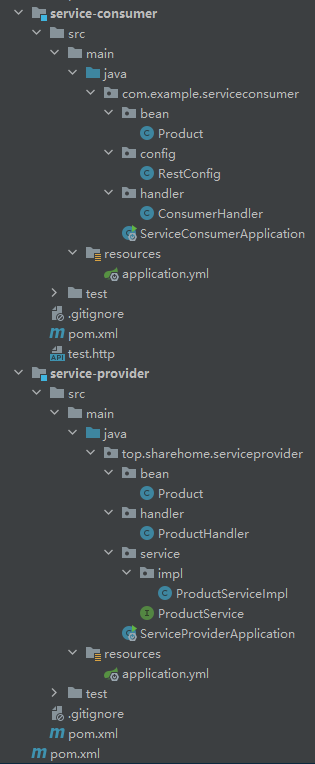 service-consumer
src
main
java
com.example.serviceconsumer
bean
Product
config
RestConfig
handler
ConsumerHandler
ServiceConsumerApplication
resources
application.yml
test
.gitignore
pom.xml
test.http
service-provider
src
main
java
top.sharehome.serviceprovider
bean
Product
handler
ProductHandler
service
impl
ProductServiceImpl
ProductService
ServiceProviderApplication
resources
application.yml
test
.gitignore
pom.xml
pom.xml